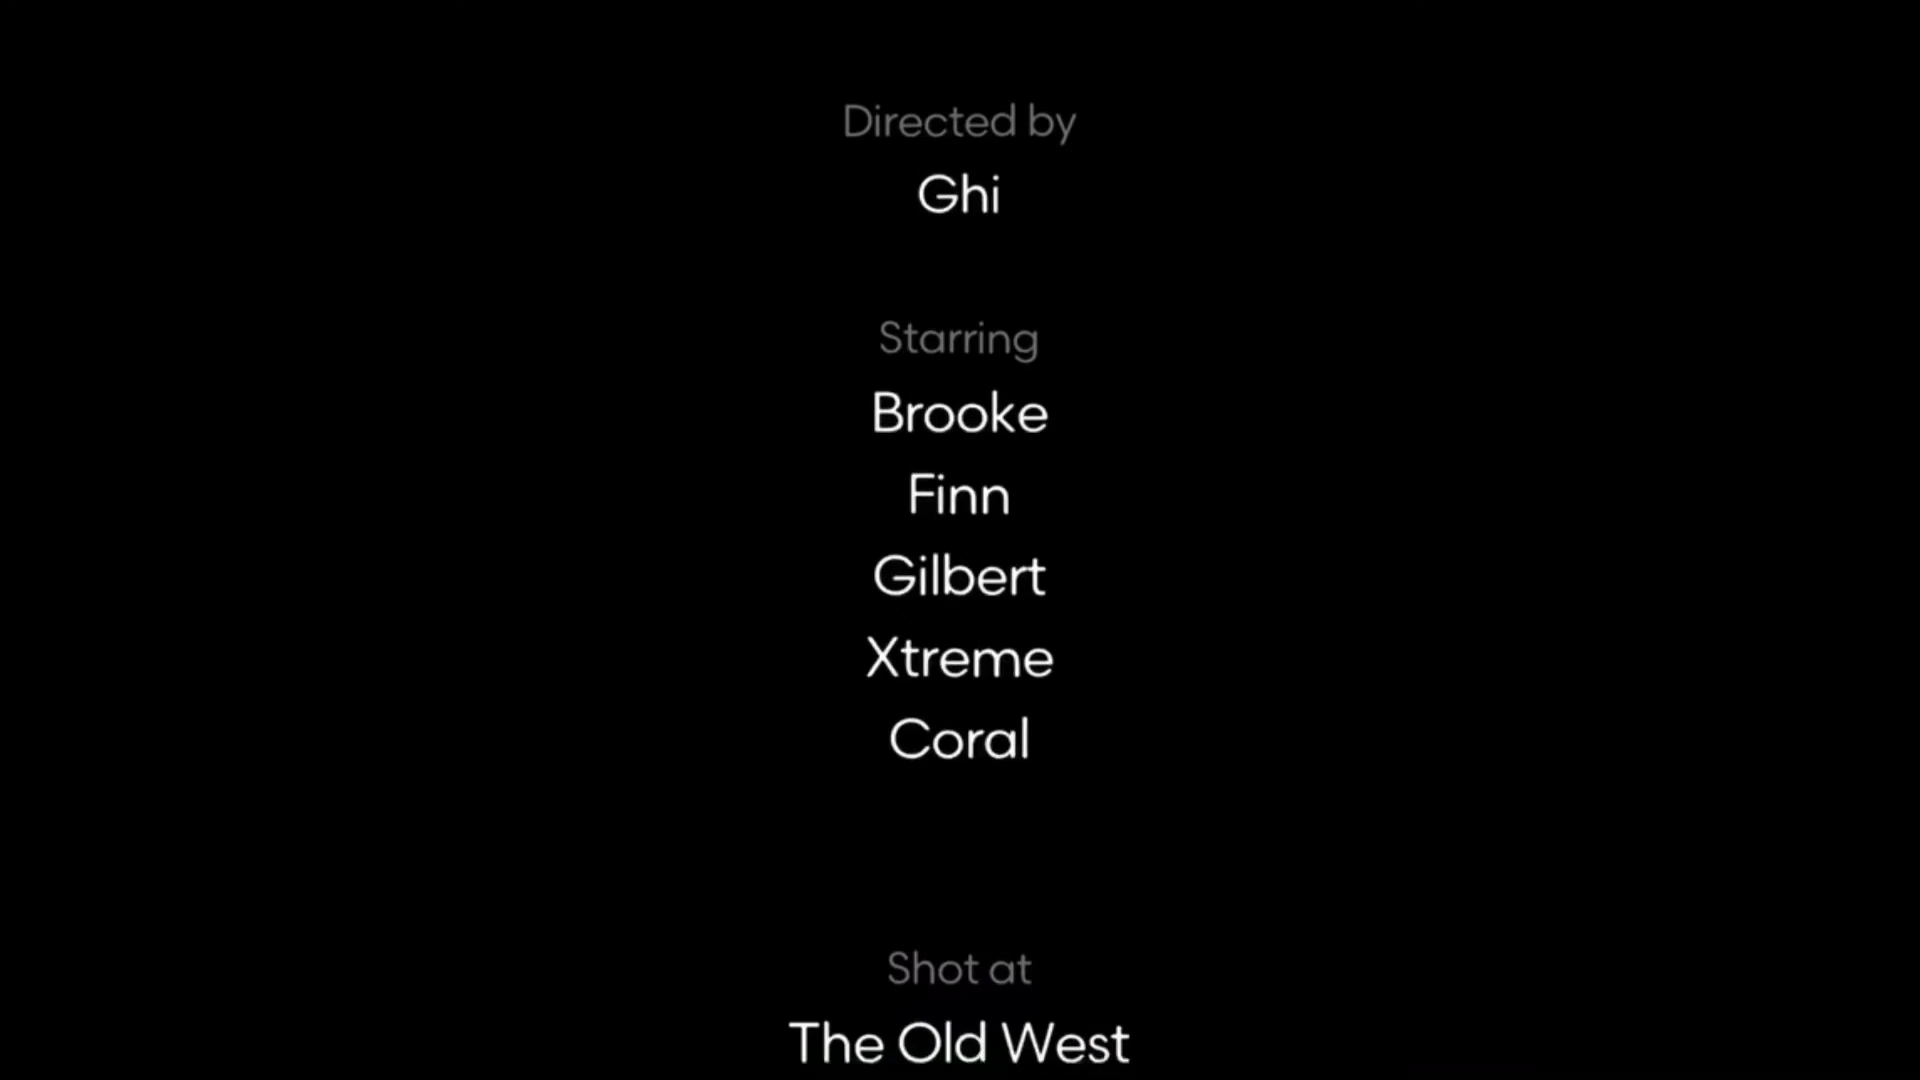 Directed by
Ghi
Starring
Brooke
Finn
Gilbert
Xtreme
Coral
Shot at
The Old West